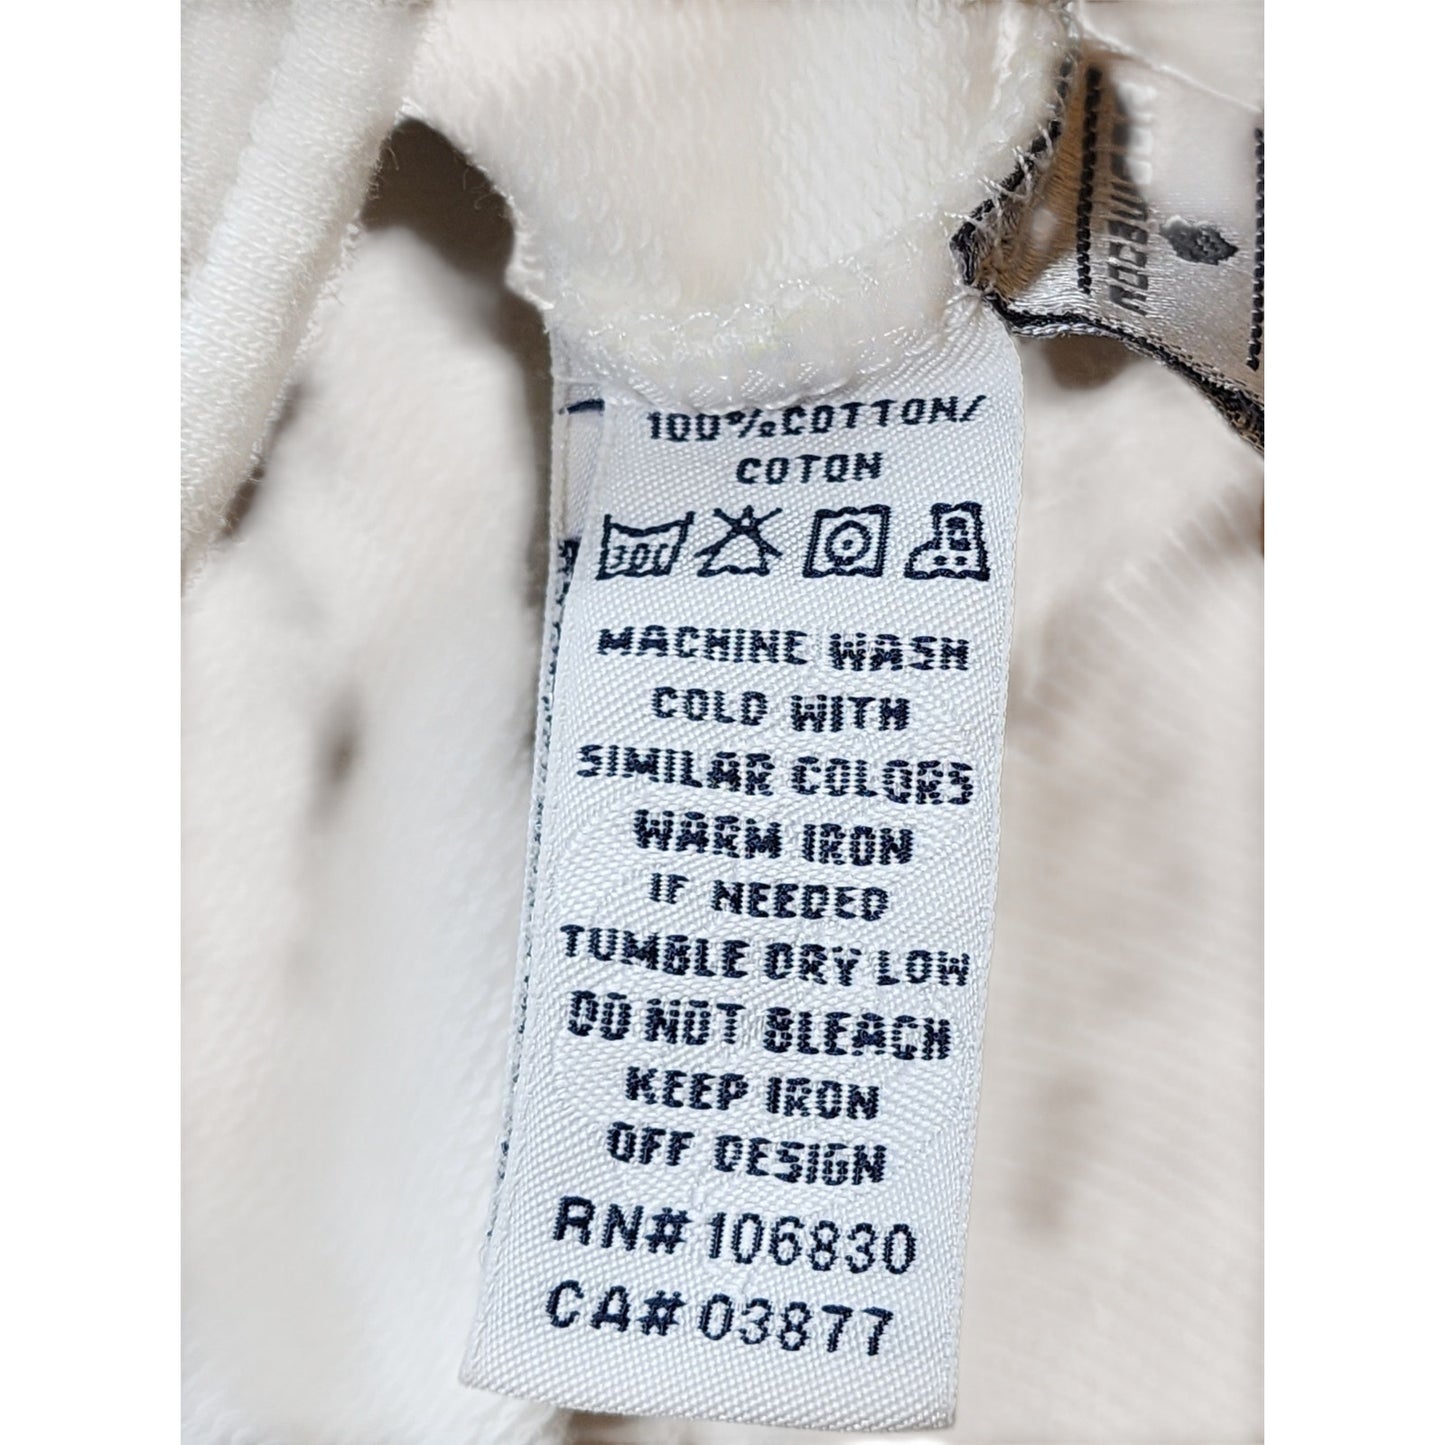 100%COTTON/
COTON
30C
MACHINE WASH
COLD WITH
SIMILAR COLORS
WARM IRON
IF NEEDED
TUMBLE DRY LOW
DO NOT BLEACH
KEEP IRON
OFF DESIGN
RN# 106830
CA# 03877